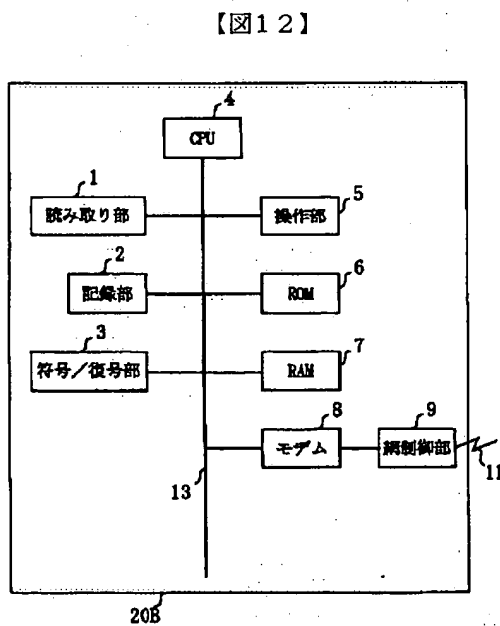 【図１２】
4
CPU
1
読み取り部
5
操作部
2
記録部
6
ROM
3
符号／復号部
7
RAM
8
モデム
9
網制御部
11
13
20B